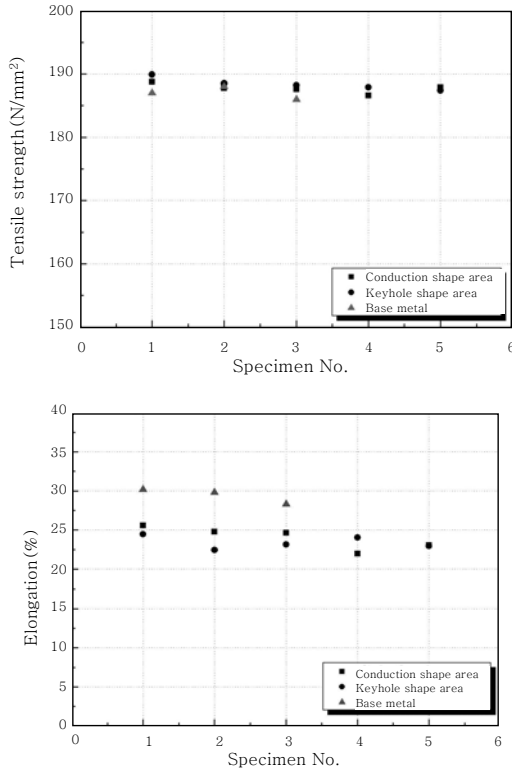 200
190
180
170
160
150
Tensile strength(N/mm²)
Conduction shape area
Keyhole shape area
Base metal
0 1 2 3 4 5 6
Specimen No.
40
35
30
25
20
15
10
5
0
Elongation(%)
Conduction shape area
Keyhole shape area
Base metal
0 1 2 3 4 5 6
Specimen No.